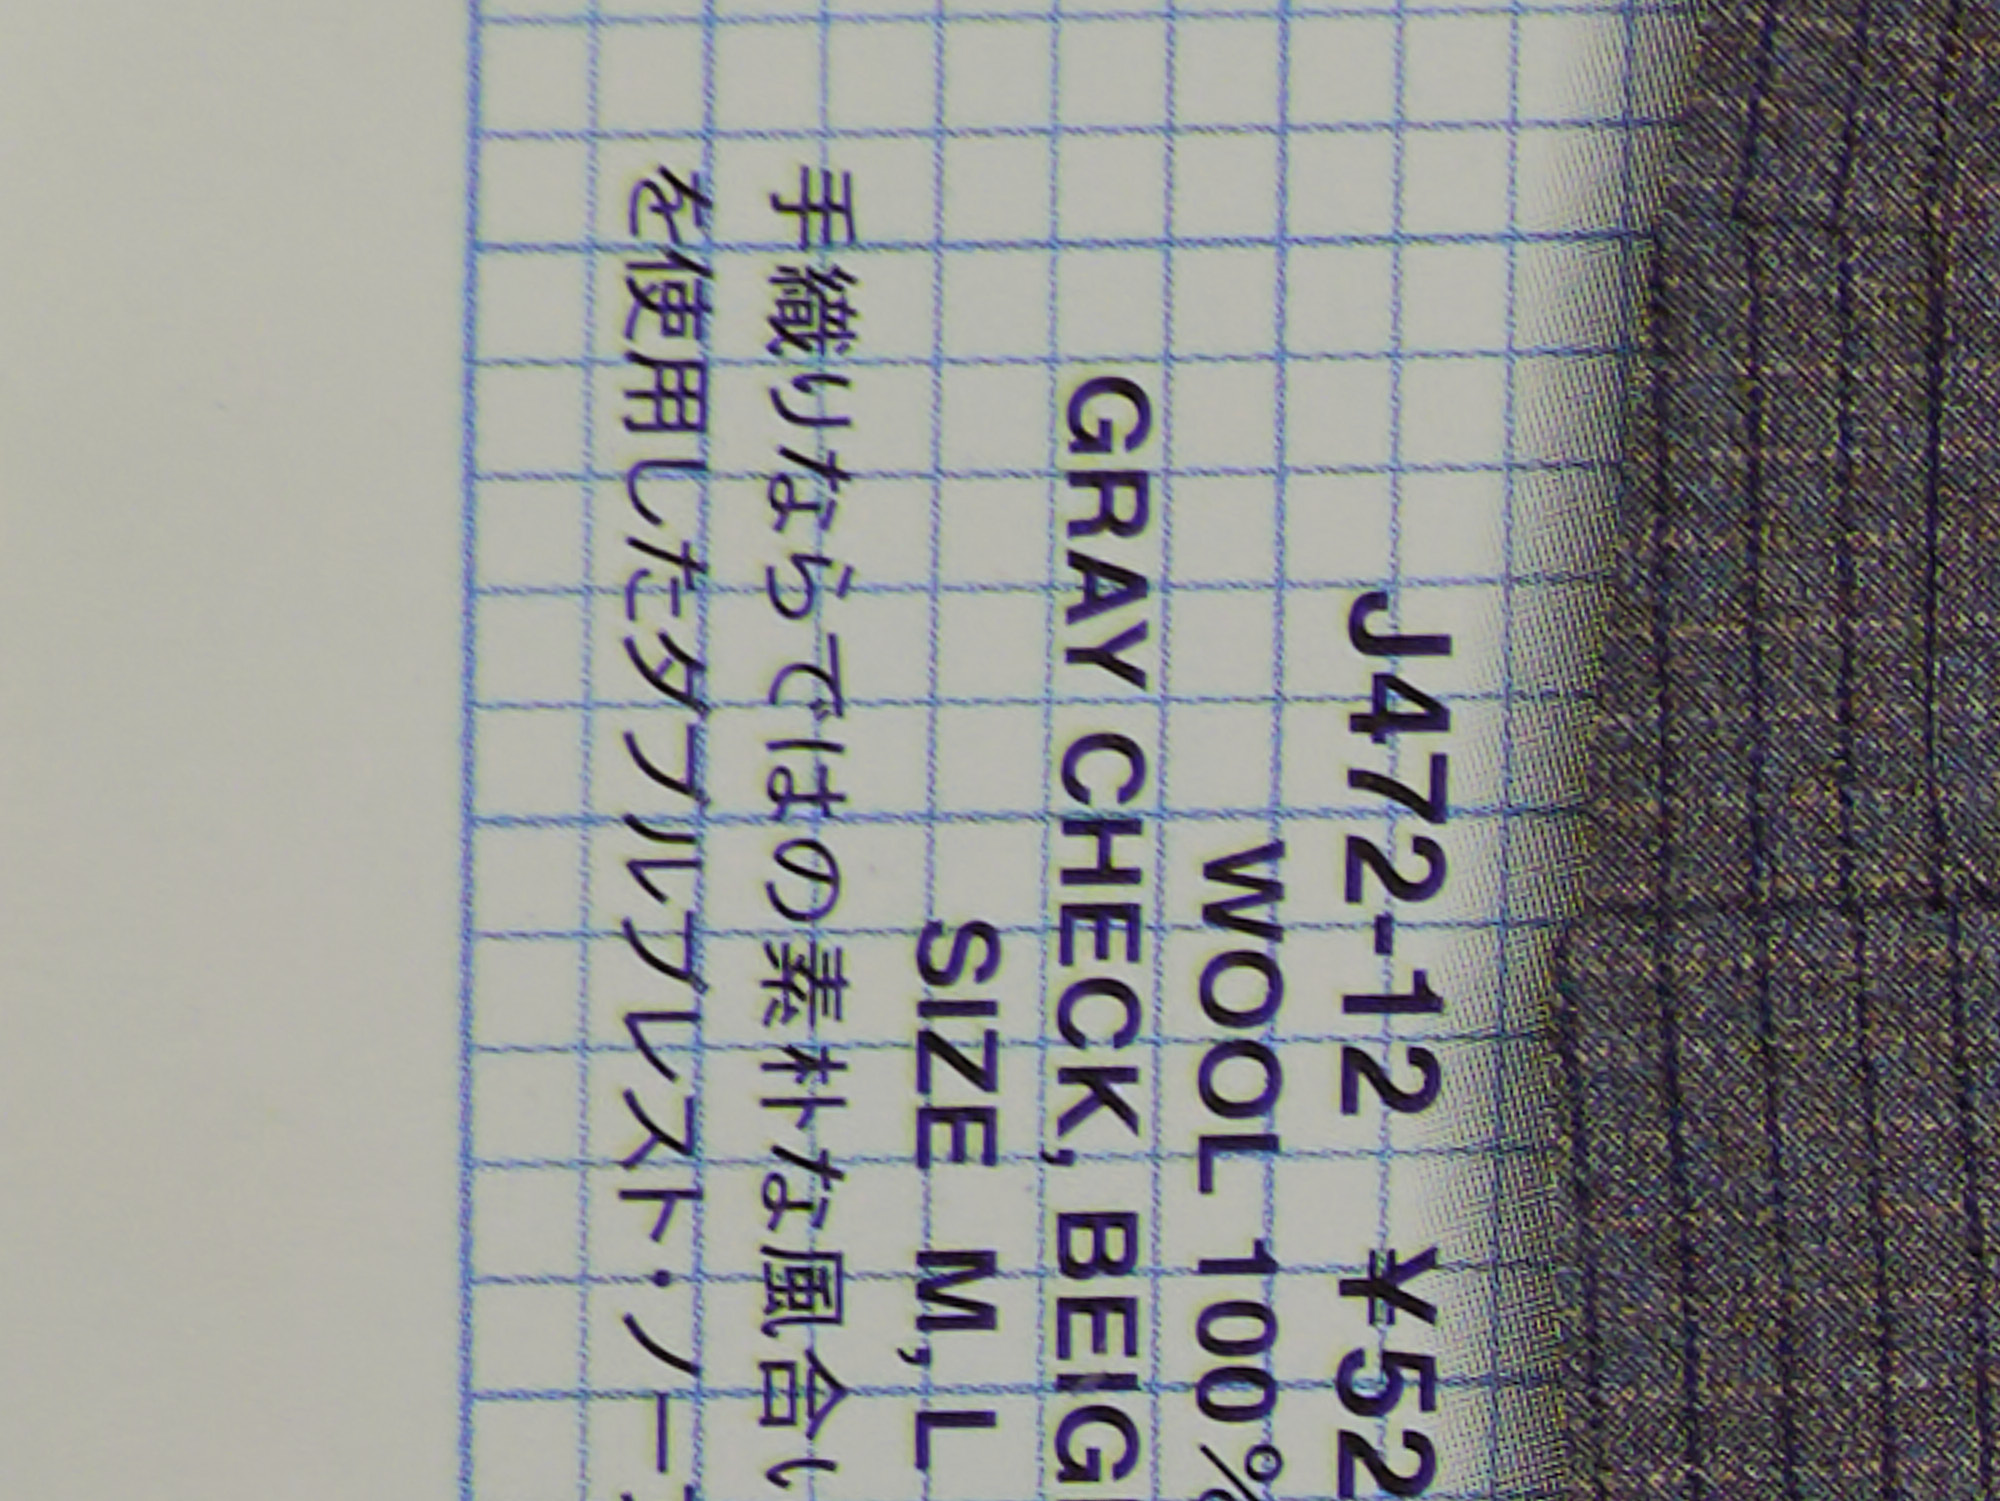 J472-12 ¥52
WOOL 100%
GRAY CHECK, BEIG
SIZE M, L
手織りならではの素朴な風合い
を使用したダブルブレスト・ノー